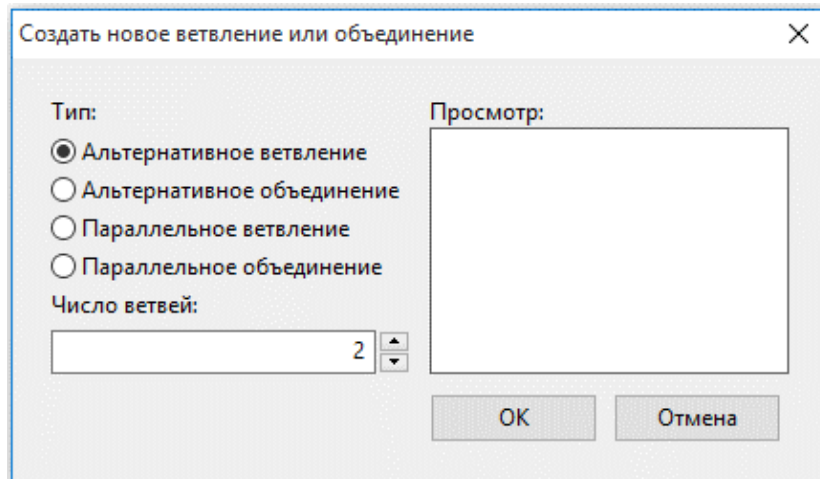 Создать новое ветвление или объединение
Тип:
Альтернативное ветвление
Альтернативное объединение
Параллельное ветвление
Параллельное объединение
Число ветвей:
2
Просмотр:
ОК
Отмена